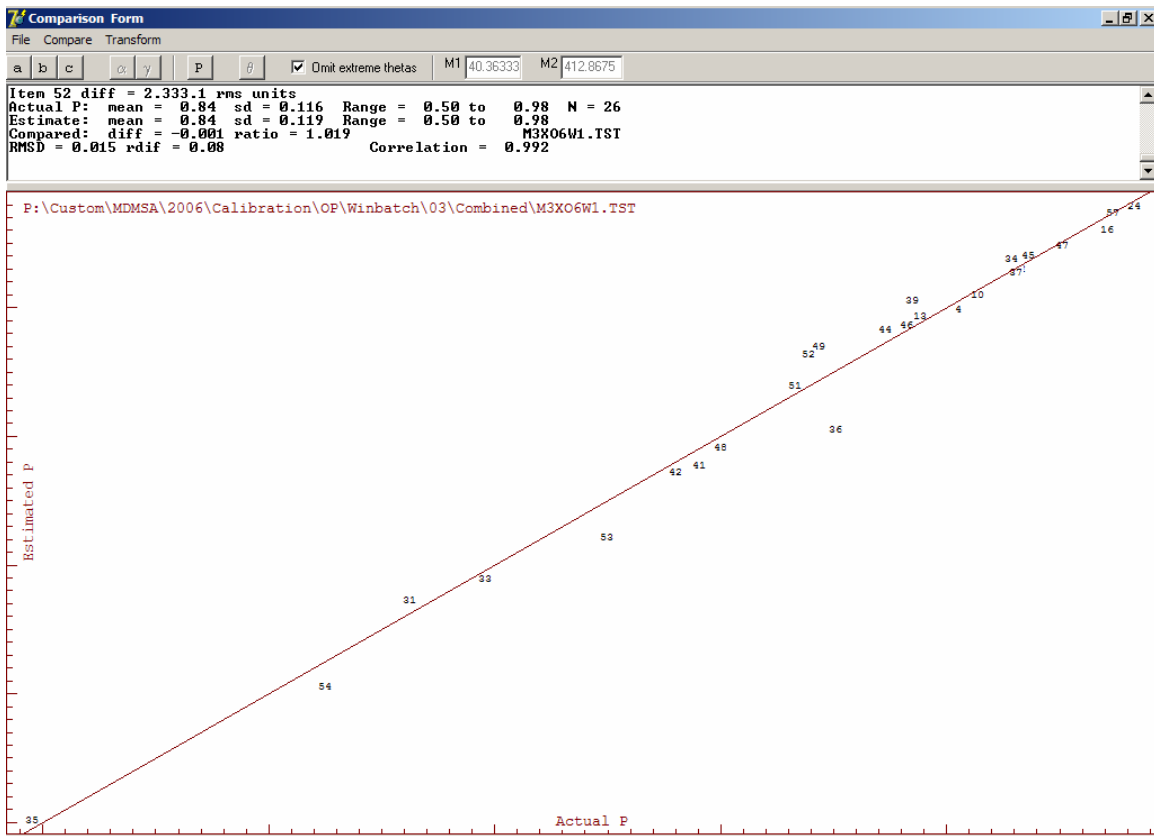 Comparison Form
File Compare Transform
a b c α γ P θ Omit extreme thetas M1 40.36333 M2 412.8675
Item 52 diff = 2.333.1 rms units
Actual P: mean = 0.84 sd = 0.116 Range = 0.50 to 0.98 N = 26
Estimate: mean = 0.84 sd = 0.119 Range = 0.50 to 0.98
Compared: diff = -0.001 ratio = 1.019 M3XO6W1.TST
RMSD = 0.015 rdif = 0.08 Correlation = 0.992
P:\Custom\MDMSA\2006\Calibration\OP\Winbatch\03\Combined\M3XO6W1.TST
24
57
16
47
45
34
37
10
39
4
13
46
44
49
52
51
36
48
41
42
53
33
31
54
35
Estimated P
Actual P